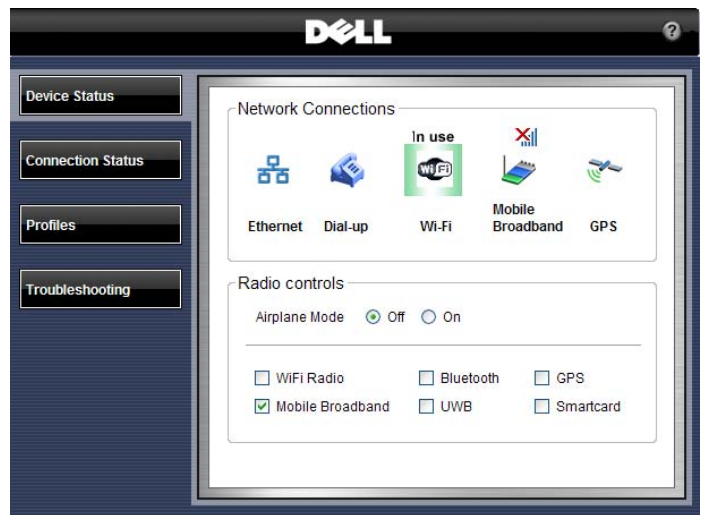 DELL
?
Device Status
Connection Status
Profiles
Troubleshooting
Network Connections
In use
WiFi
Ethernet
Dial-up
Wi-Fi
Mobile
Broadband
GPS
Radio controls
Airplane Mode Off On
WiFi Radio Bluetooth GPS
Mobile Broadband UWB Smartcard